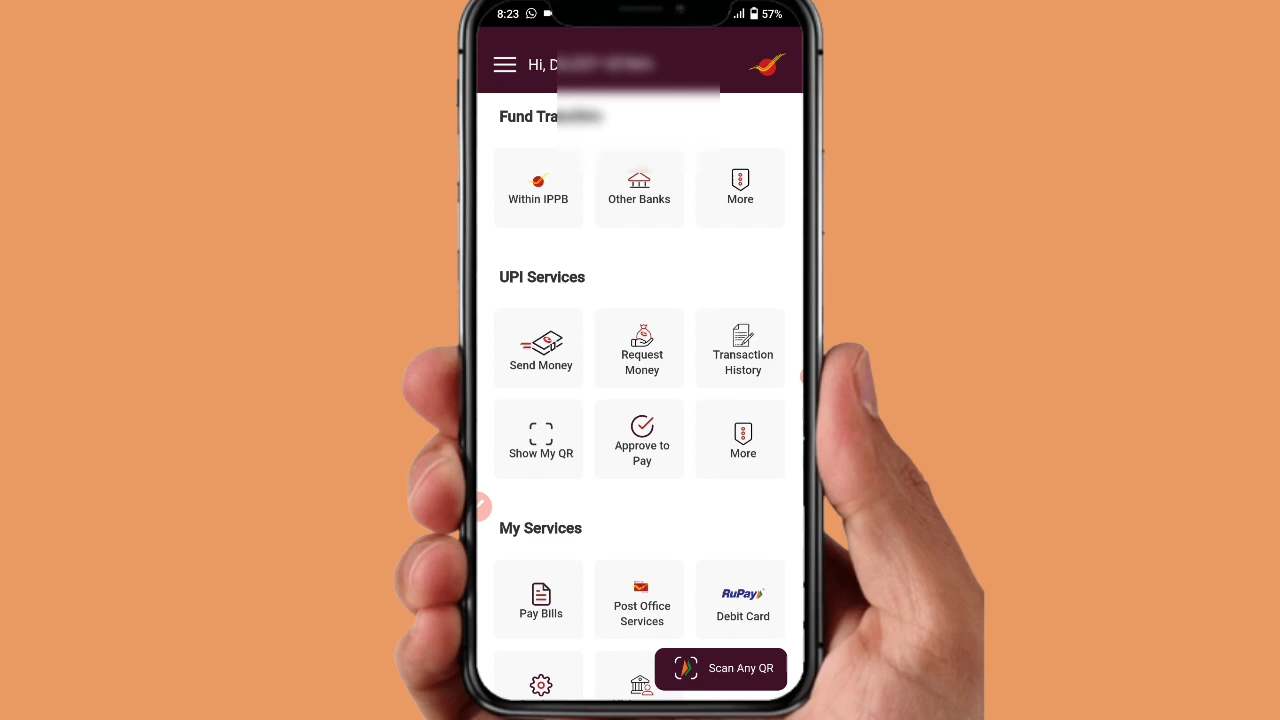 8:23 57%
Hi, D
Fund Tra
Within IPPB Other Banks More
UPI Services
Send Money Request Money Transaction History
Show My QR Approve to Pay More
My Services
Pay Bills Post Office Services RuPay Debit Card
Scan Any QR